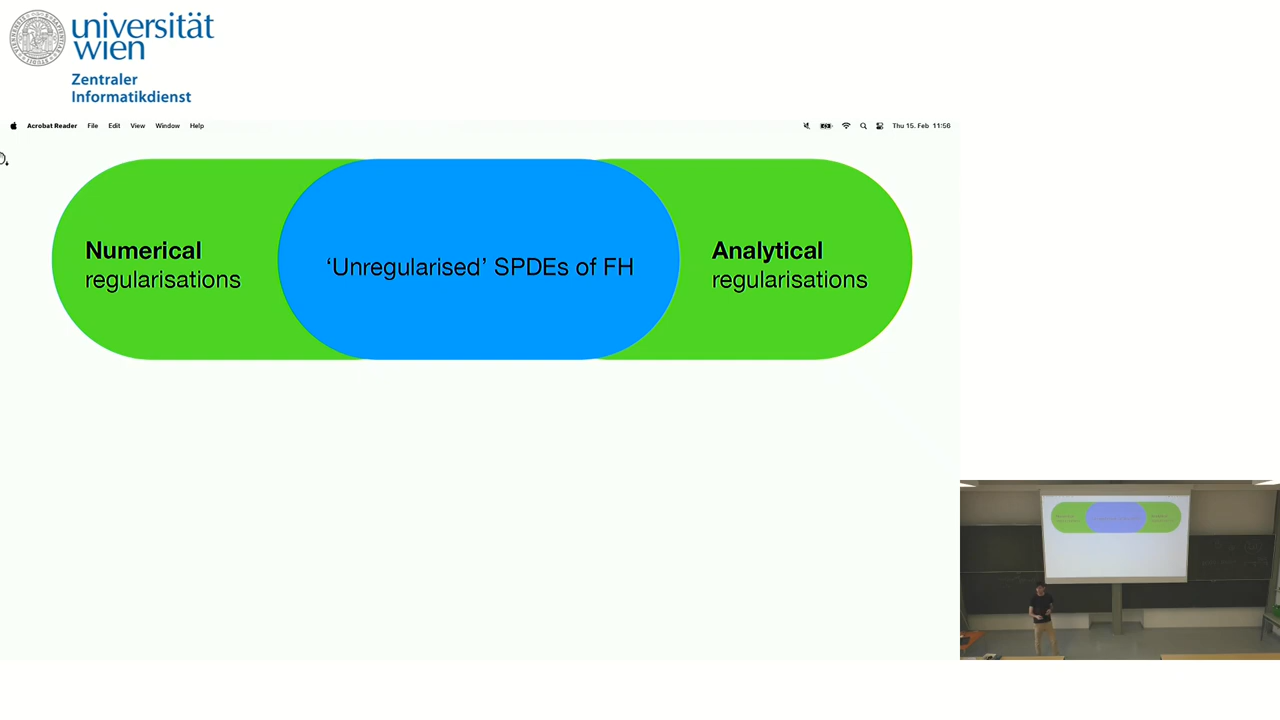 universität
wien
Zentraler
Informatikdienst
Acrobat Reader File Edit View Window Help
Thu 15. Feb 11:56
Numerical
regularisations
‘Unregularised’ SPDEs of FH
Analytical
regularisations